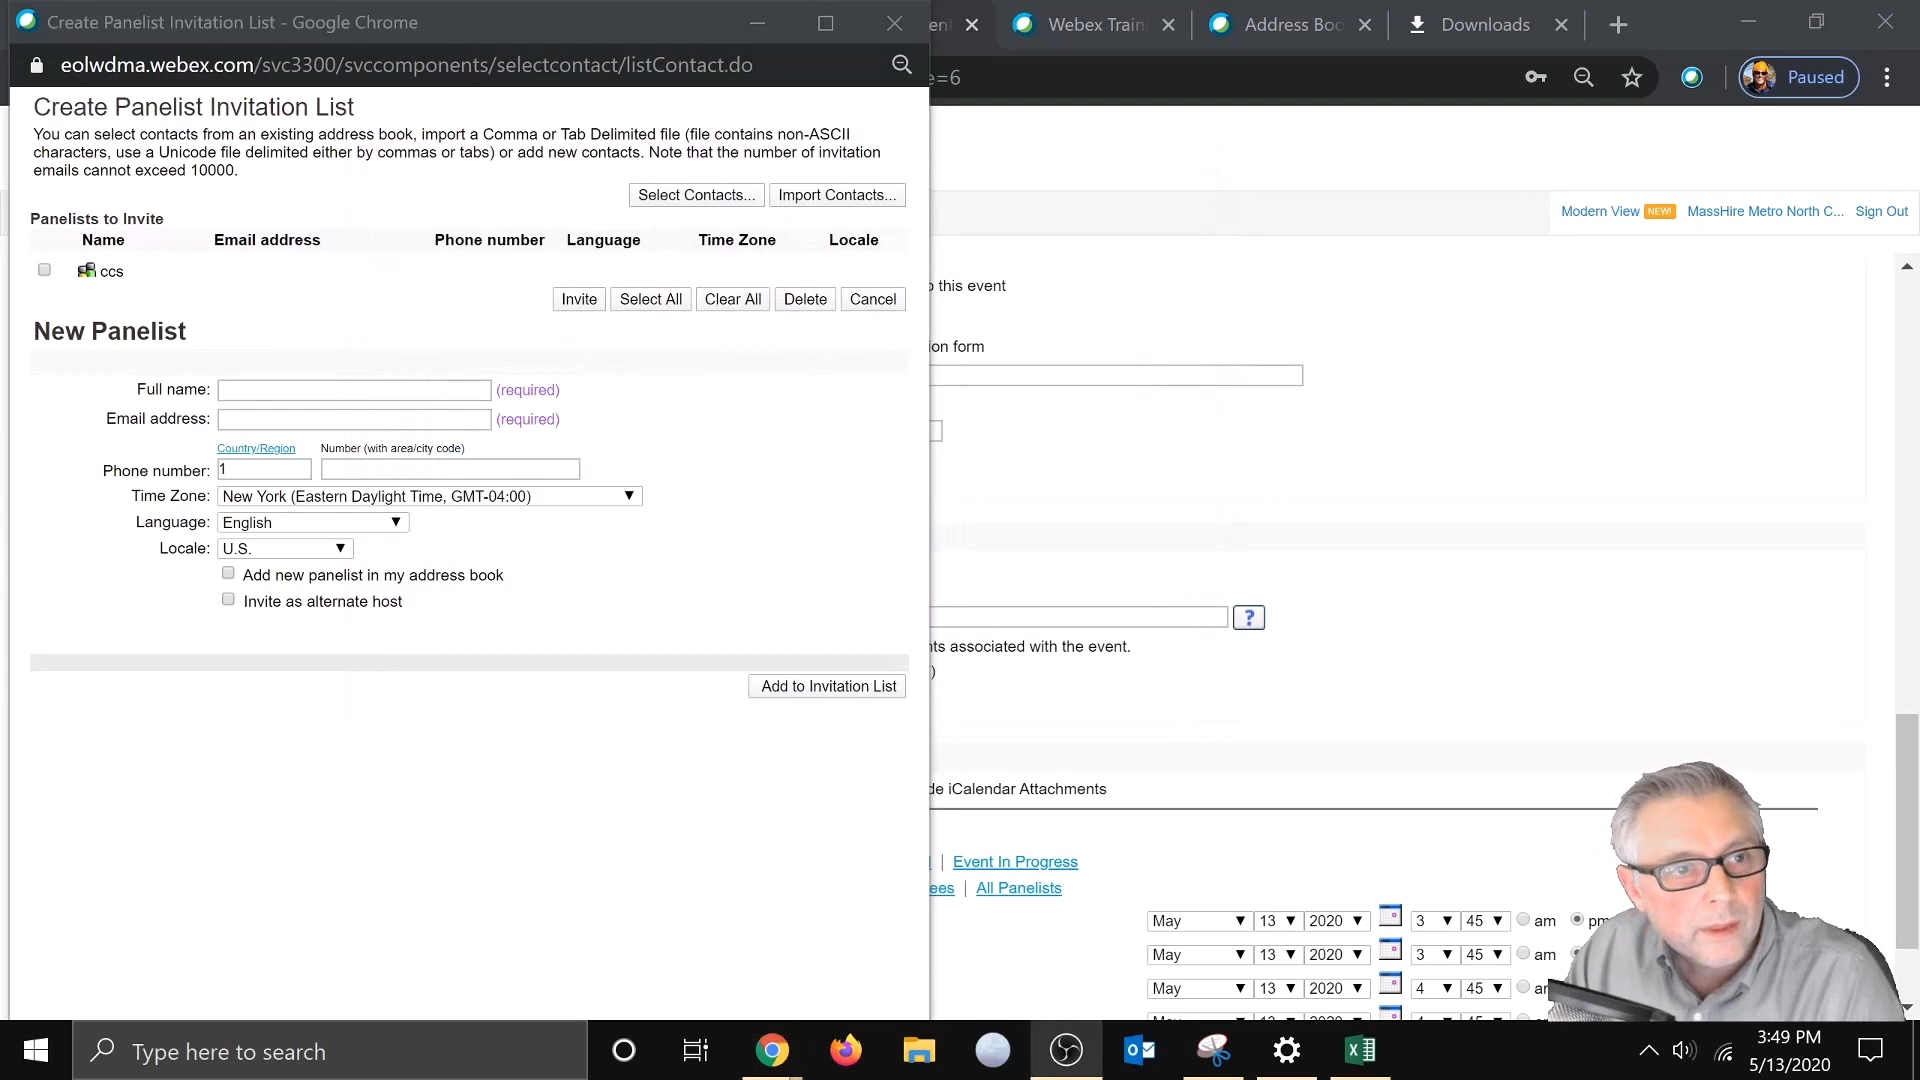 Create Panelist Invitation List - Google Chrome
Webex Train
Address Boo
Downloads
eolwdma.webex.com/svc3300/svccomponents/selectcontact/listContact.do
e=6
Paused
Create Panelist Invitation List
You can select contacts from an existing address book, import a Comma or Tab Delimited file (file contains non-ASCII
characters, use a Unicode file delimited either by commas or tabs) or add new contacts. Note that the number of invitation
emails cannot exceed 10000.
Select Contacts... Import Contacts...
Modern View NEW! MassHire Metro North C... Sign Out
Panelists to Invite
Name Email address Phone number Language Time Zone Locale
ccs
Invite Select All Clear All Delete Cancel
New Panelist
Full name: (required)
Email address: (required)
Country/Region Number (with area/city code)
Phone number: 1
Time Zone: New York (Eastern Daylight Time, GMT-04:00)
Language: English
Locale: U.S.
Add new panelist in my address book
Invite as alternate host
Add to Invitation List
this event
ion form
?
nts associated with the event.
)
de iCalendar Attachments
| Event In Progress
ees | All Panelists
May 13 2020 3 45 am pm
May 13 2020 3 45 am
May 13 2020 4 45
Type here to search
3:49 PM
5/13/2020